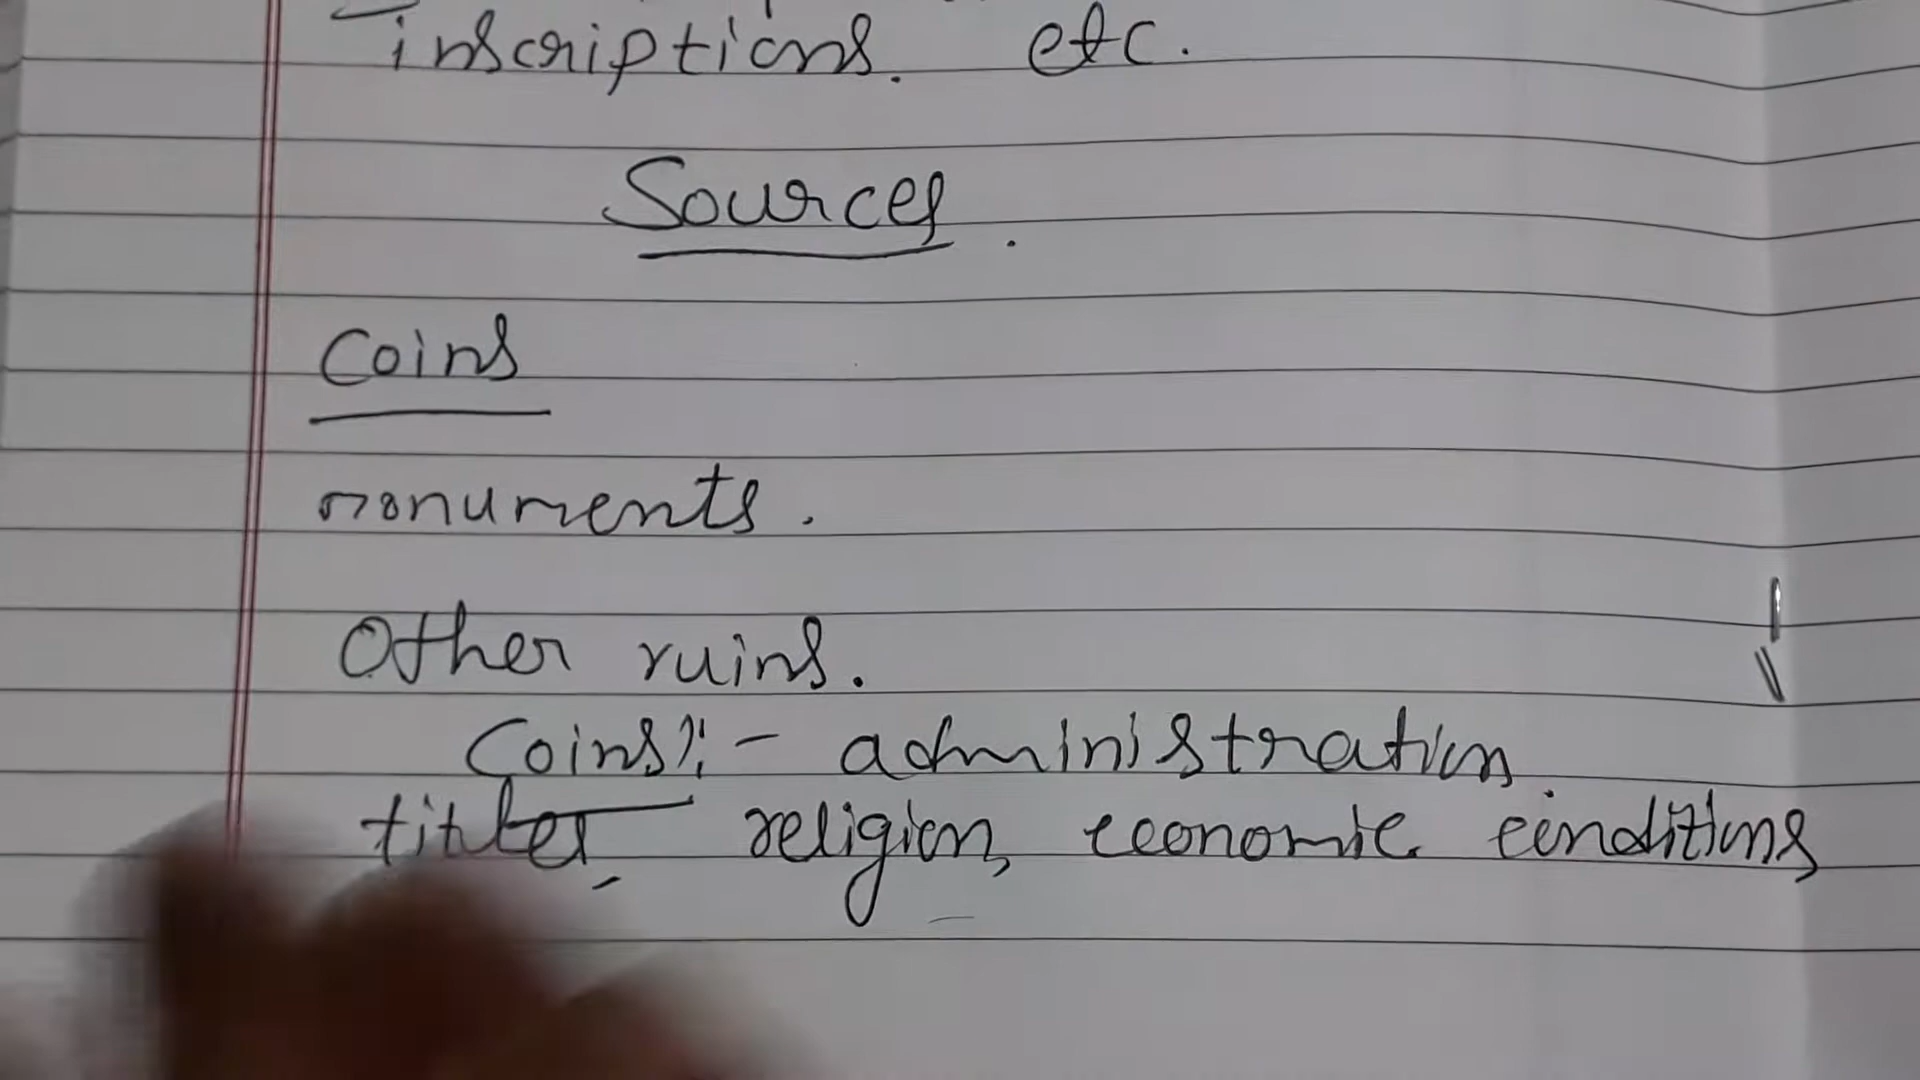 inscriptions. etc.
Sources.
Coins
monuments.
Other ruins.
Coins:- administration
titles, religion, economic conditions